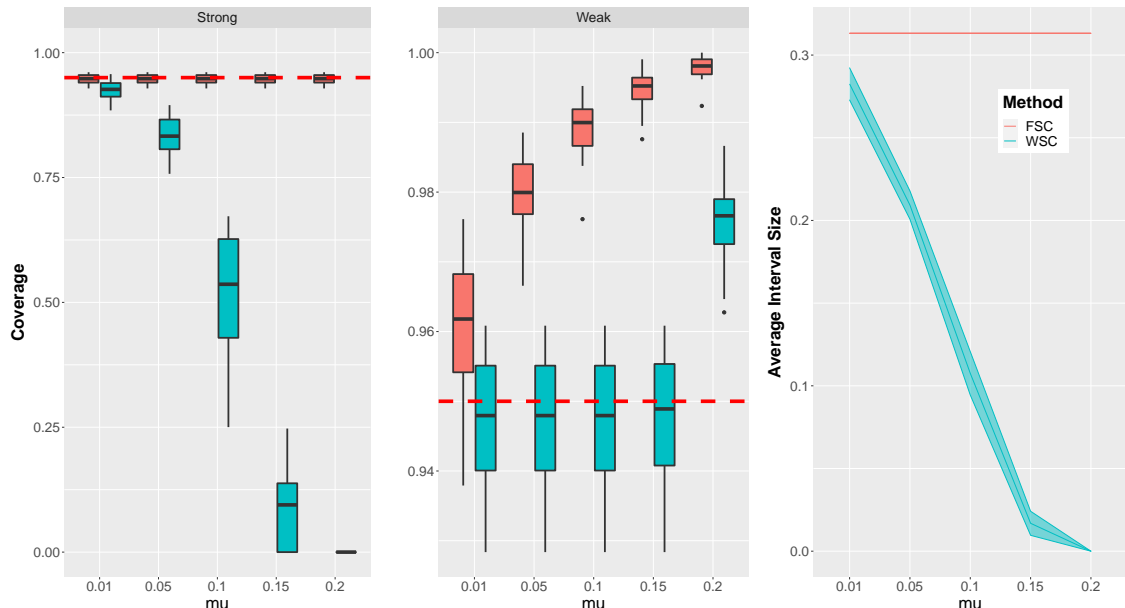 Strong
Coverage
1.00
0.75
0.50
0.25
0.00
0.01 0.05 0.1 0.15 0.2
mu
Weak
1.00
0.98
0.96
0.94
0.01 0.05 0.1 0.15 0.2
mu
Average Interval Size
0.3
0.2
0.1
0.0
Method
FSC
WSC
0.01 0.05 0.1 0.15 0.2
mu